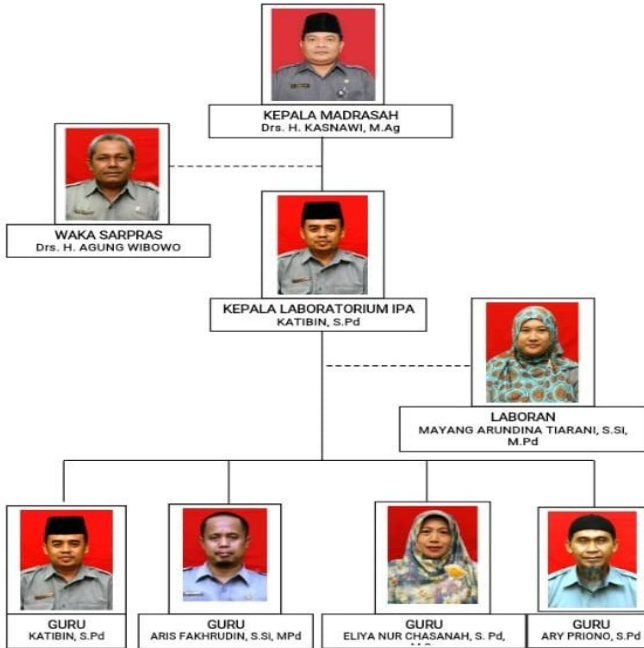 KEPALA MADRASAH
Drs. H. KASNAWI, M.Ag
WAKA SARPRAS
Drs. H. AGUNG WIBOWO
KEPALA LABORATORIUM IPA
KATIBIN, S.Pd
LABORAN
MAYANG ARUNDINA TIARANI, S.Si,
M.Pd
GURU
KATIBIN, S.Pd
GURU
ARIS FAKHRUDIN, S.Si, MPd
GURU
ELIYA NUR CHASANAH, S. Pd,
GURU
ARY PRIONO, S.Pd